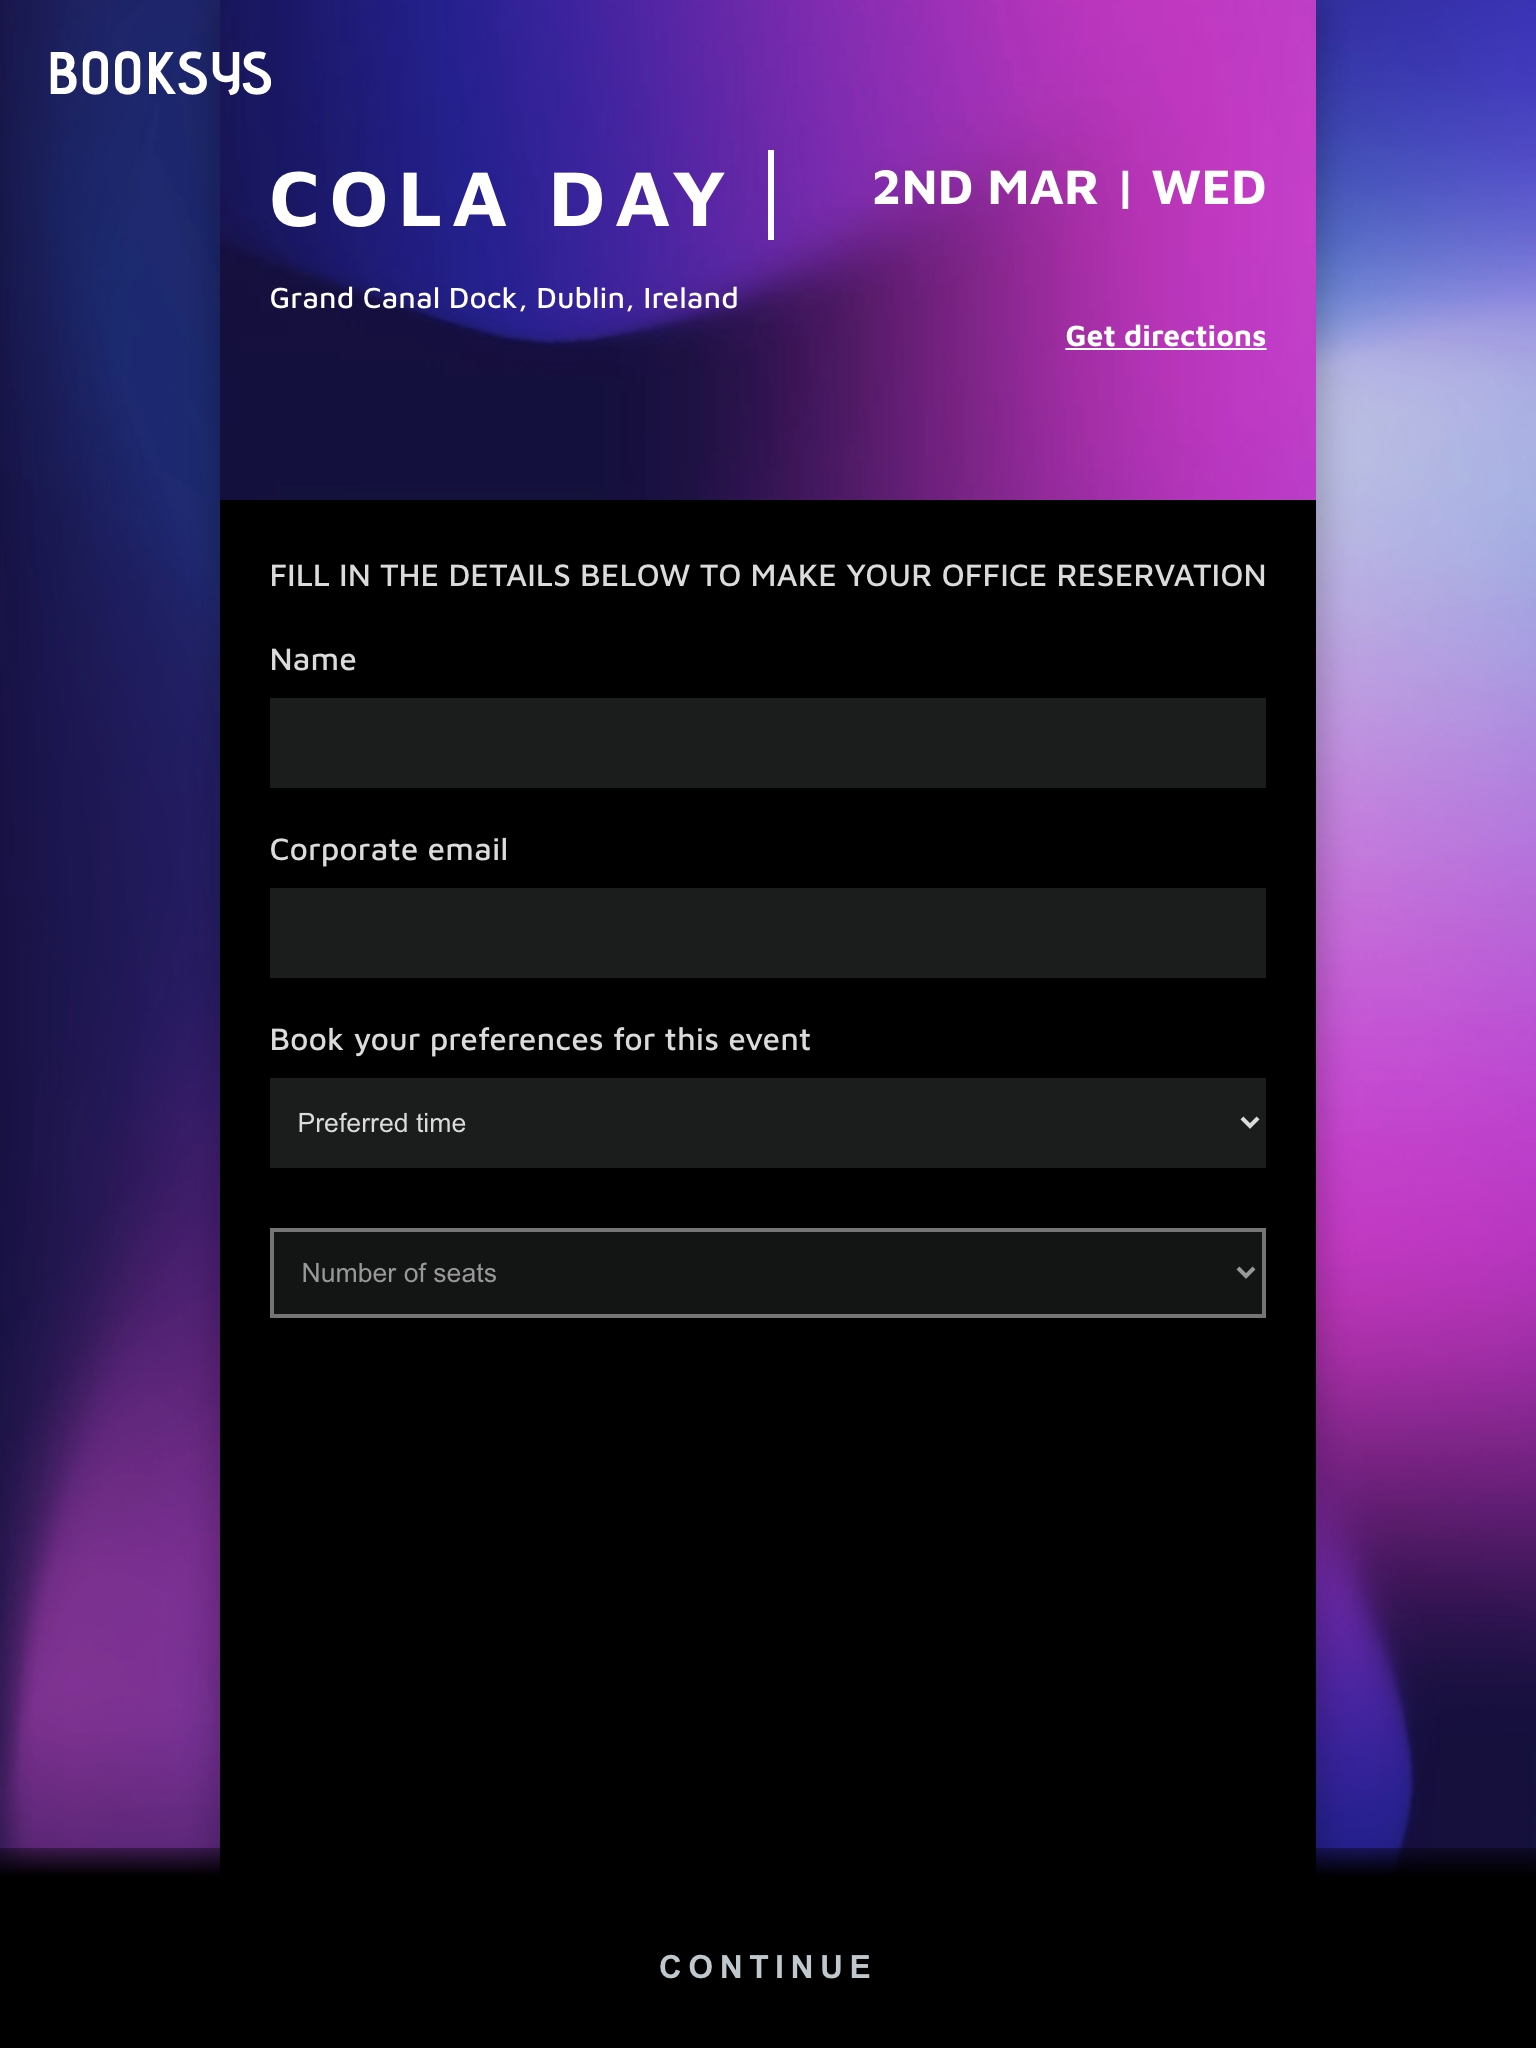 BOOKSYS
COLA DAY
2ND MAR | WED
Grand Canal Dock, Dublin, Ireland
Get directions
FILL IN THE DETAILS BELOW TO MAKE YOUR OFFICE RESERVATION
Name
Corporate email
Book your preferences for this event
Preferred time
Number of seats
CONTINUE